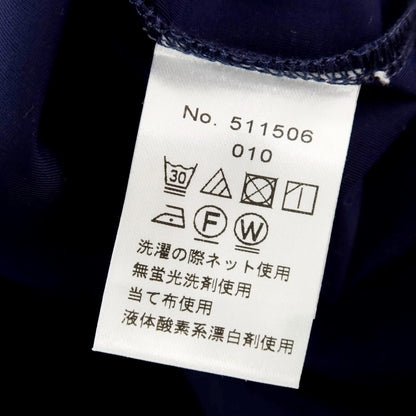 No. 511506
010
30
F W
洗濯の際ネット使用
無蛍光洗剤使用
当て布使用
液体酸素系漂白剤使用